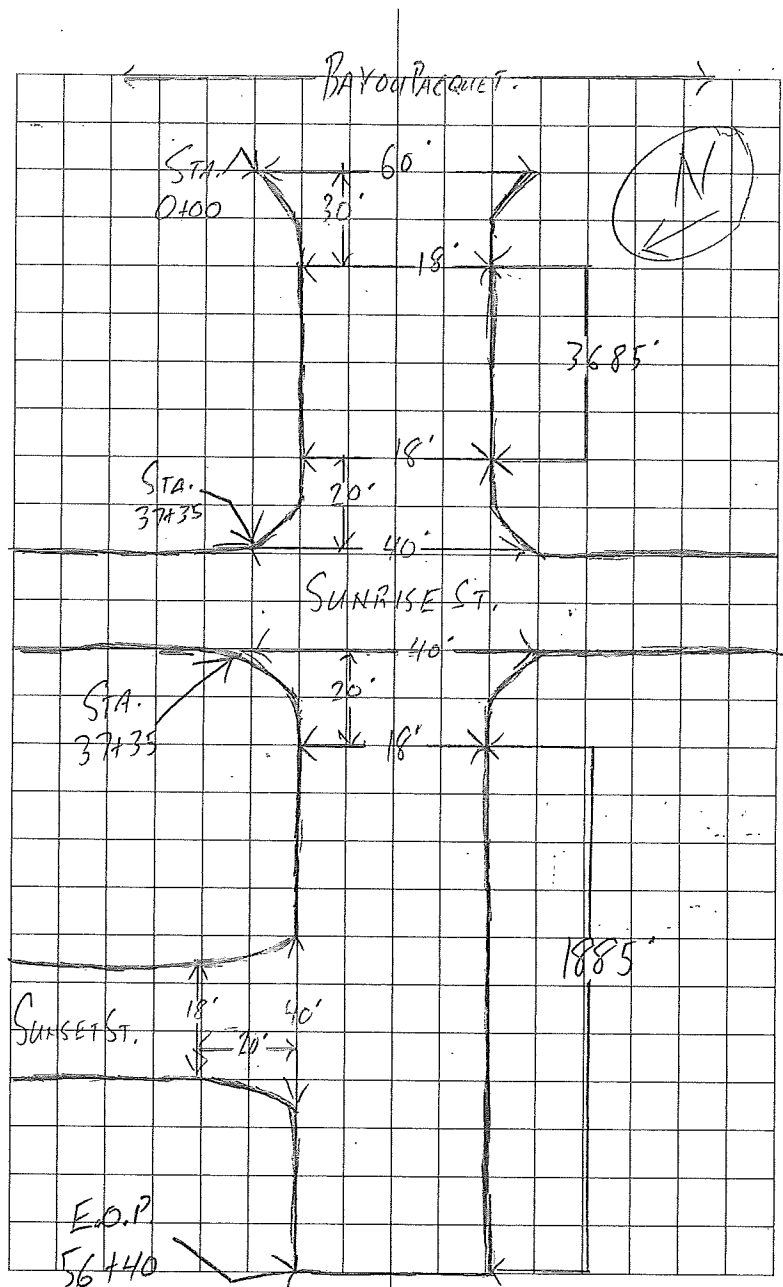 BAYOU PACQUET.
STA.
0+00
60'
30'
N
18'
3685'
18'
STA.
37+35
20'
40'
SUNRISE ST.
40'
20'
STA.
37+35
18'
1885'
18'
40'
SUNSET ST.
20'
E.O.P
56+40